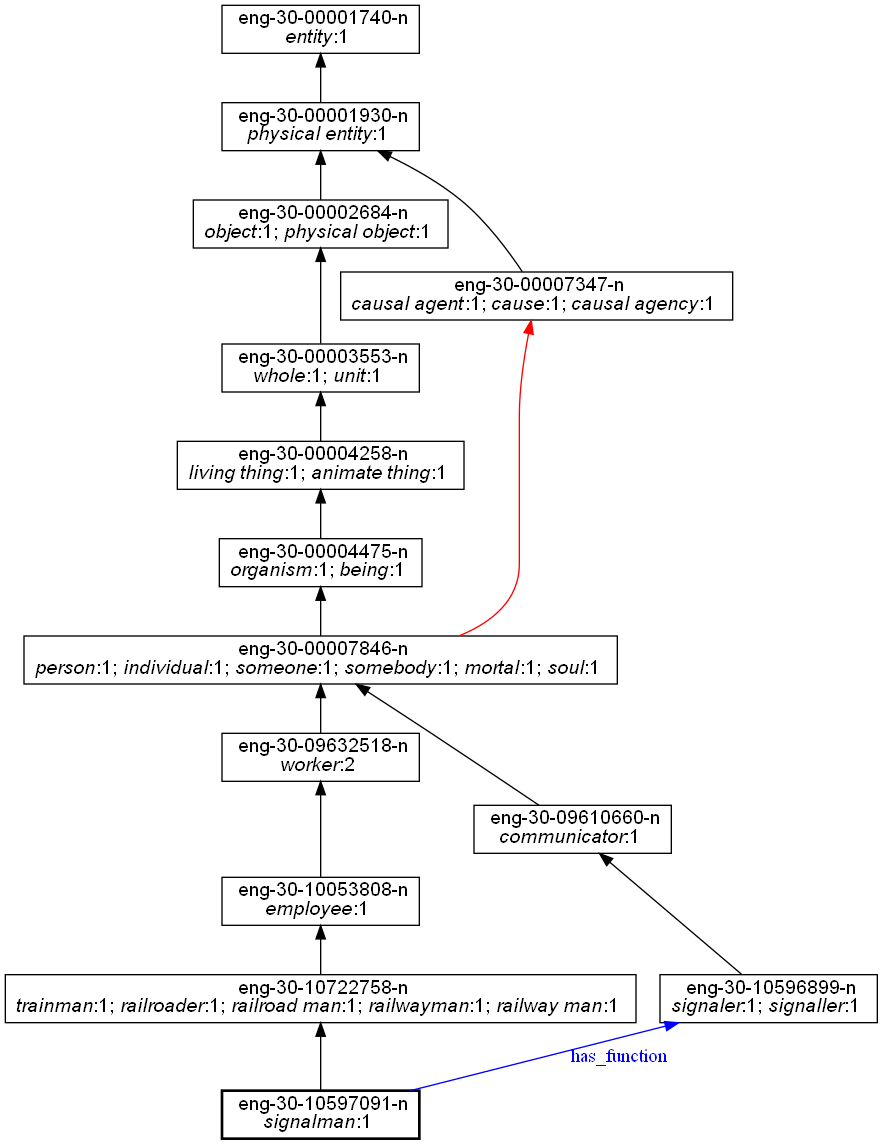 eng-30-00001740-n
entity:1
eng-30-00001930-n
physical entity:1
eng-30-00002684-n
object:1; physical object:1
eng-30-00007347-n
causal agent:1; cause:1; causal agency:1
eng-30-00003553-n
whole:1; unit:1
eng-30-00004258-n
living thing:1; animate thing:1
eng-30-00004475-n
organism:1; being:1
eng-30-00007846-n
person:1; individual:1; someone:1; somebody:1; mortal:1; soul:1
eng-30-09632518-n
worker:2
eng-30-09610660-n
communicator:1
eng-30-10053808-n
employee:1
eng-30-10722758-n
trainman:1; railroader:1; railroad man:1; railwayman:1; railway man:1
eng-30-10596899-n
signaler:1; signaller:1
has_function
eng-30-10597091-n
signalman:1